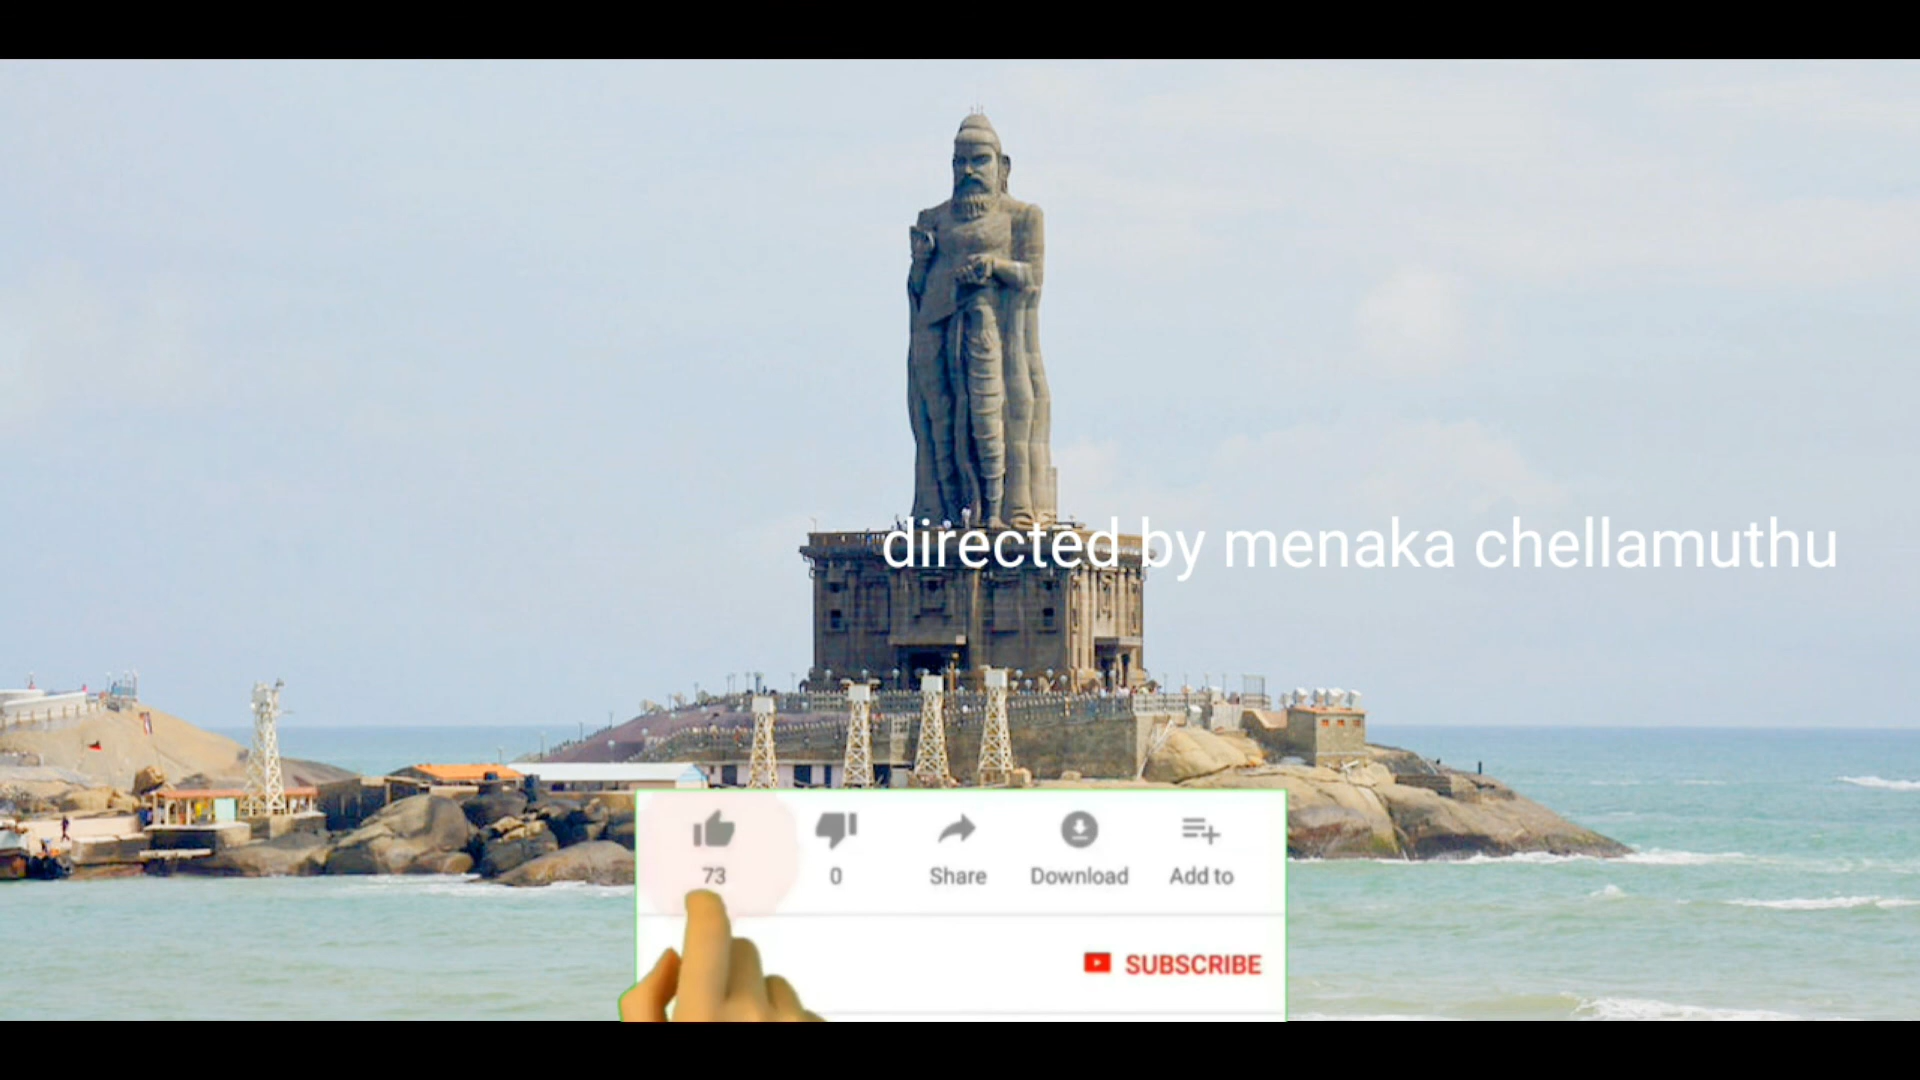 directed by menaka chellamuthu
73
0
Share
Download
Add to
SUBSCRIBE